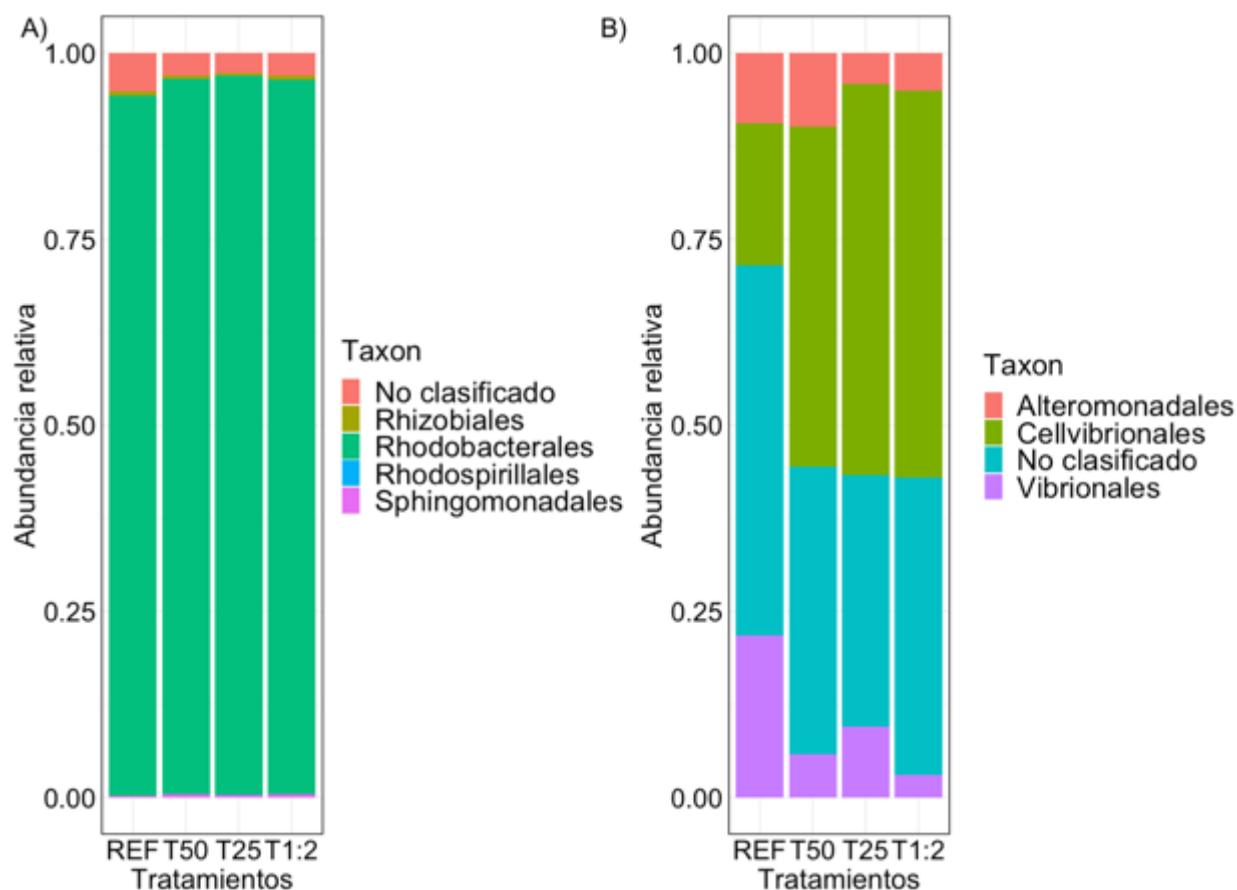 A)
Abundancia relativa
1.00
0.75
0.50
0.25
0.00
REF T50 T25 T1:2
Tratamientos
Taxon
No clasificado
Rhizobiales
Rhodobacterales
Rhodospirillales
Sphingomonadales
B)
Abundancia relativa
1.00
0.75
0.50
0.25
0.00
REF T50 T25 T1:2
Tratamientos
Taxon
Alteromonadales
Cellvibrionales
No clasificado
Vibrionales